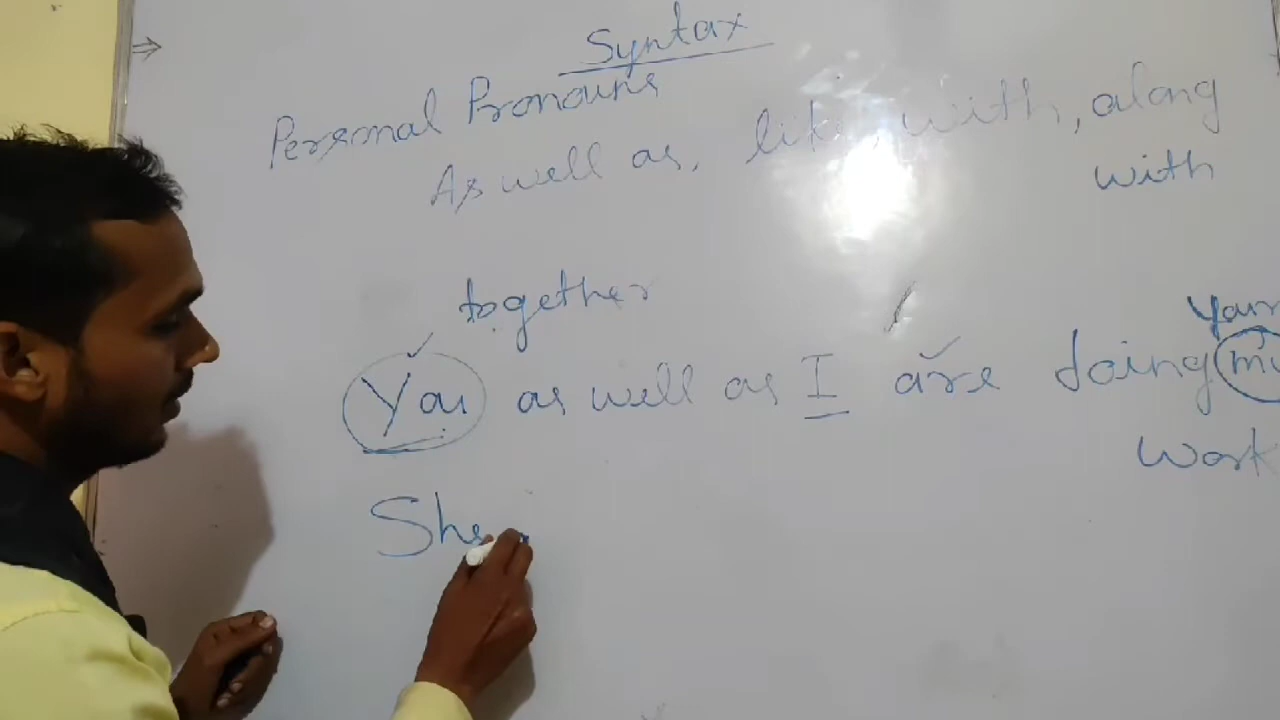 ⇒ Syntax
Personal Pronouns
As well as, like, with, along
with
together
Your
You as well as I are doing my
work
She